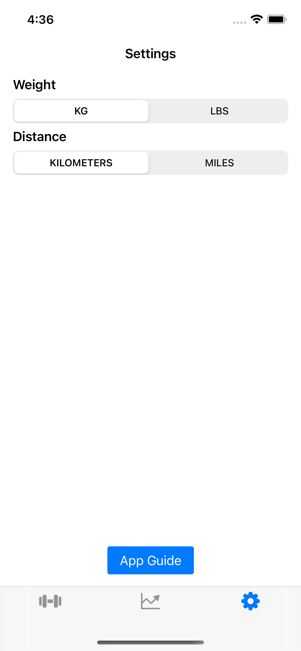 4:36
Settings
Weight
KG LBS
Distance
KILOMETERS MILES
App Guide